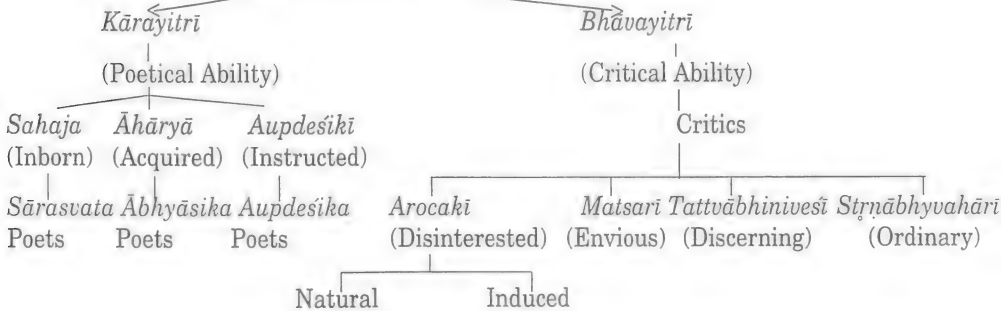 Kārayitrī Bhāvayitrī
(Poetical Ability) (Critical Ability)
Sahaja Āhāryā Aupdeśikī Critics
(Inborn) (Acquired) (Instructed)
Sārasvata Ābhyāsika Aupdeśika Arocakī Matsarī Tattvābhiniveśī Stṛṇābhyvahāri
Poets Poets Poets (Disinterested) (Envious) (Discerning) (Ordinary)
Natural Induced